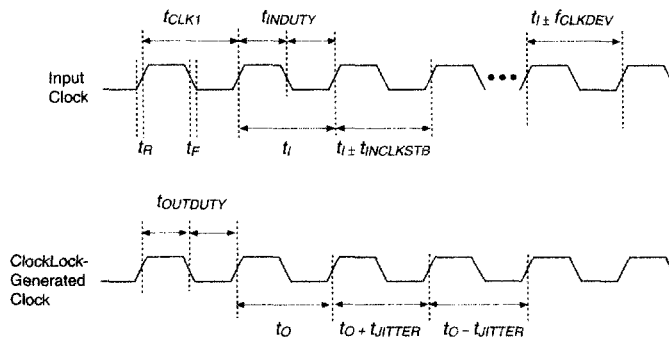 tCLK1 tINDUTY tI ± fCLKDEV
Input
Clock
tR tF tI tI ± tINCLKSTB
tOUTDUTY
ClockLock-
Generated
Clock
tO tO + tJITTER tO – tJITTER